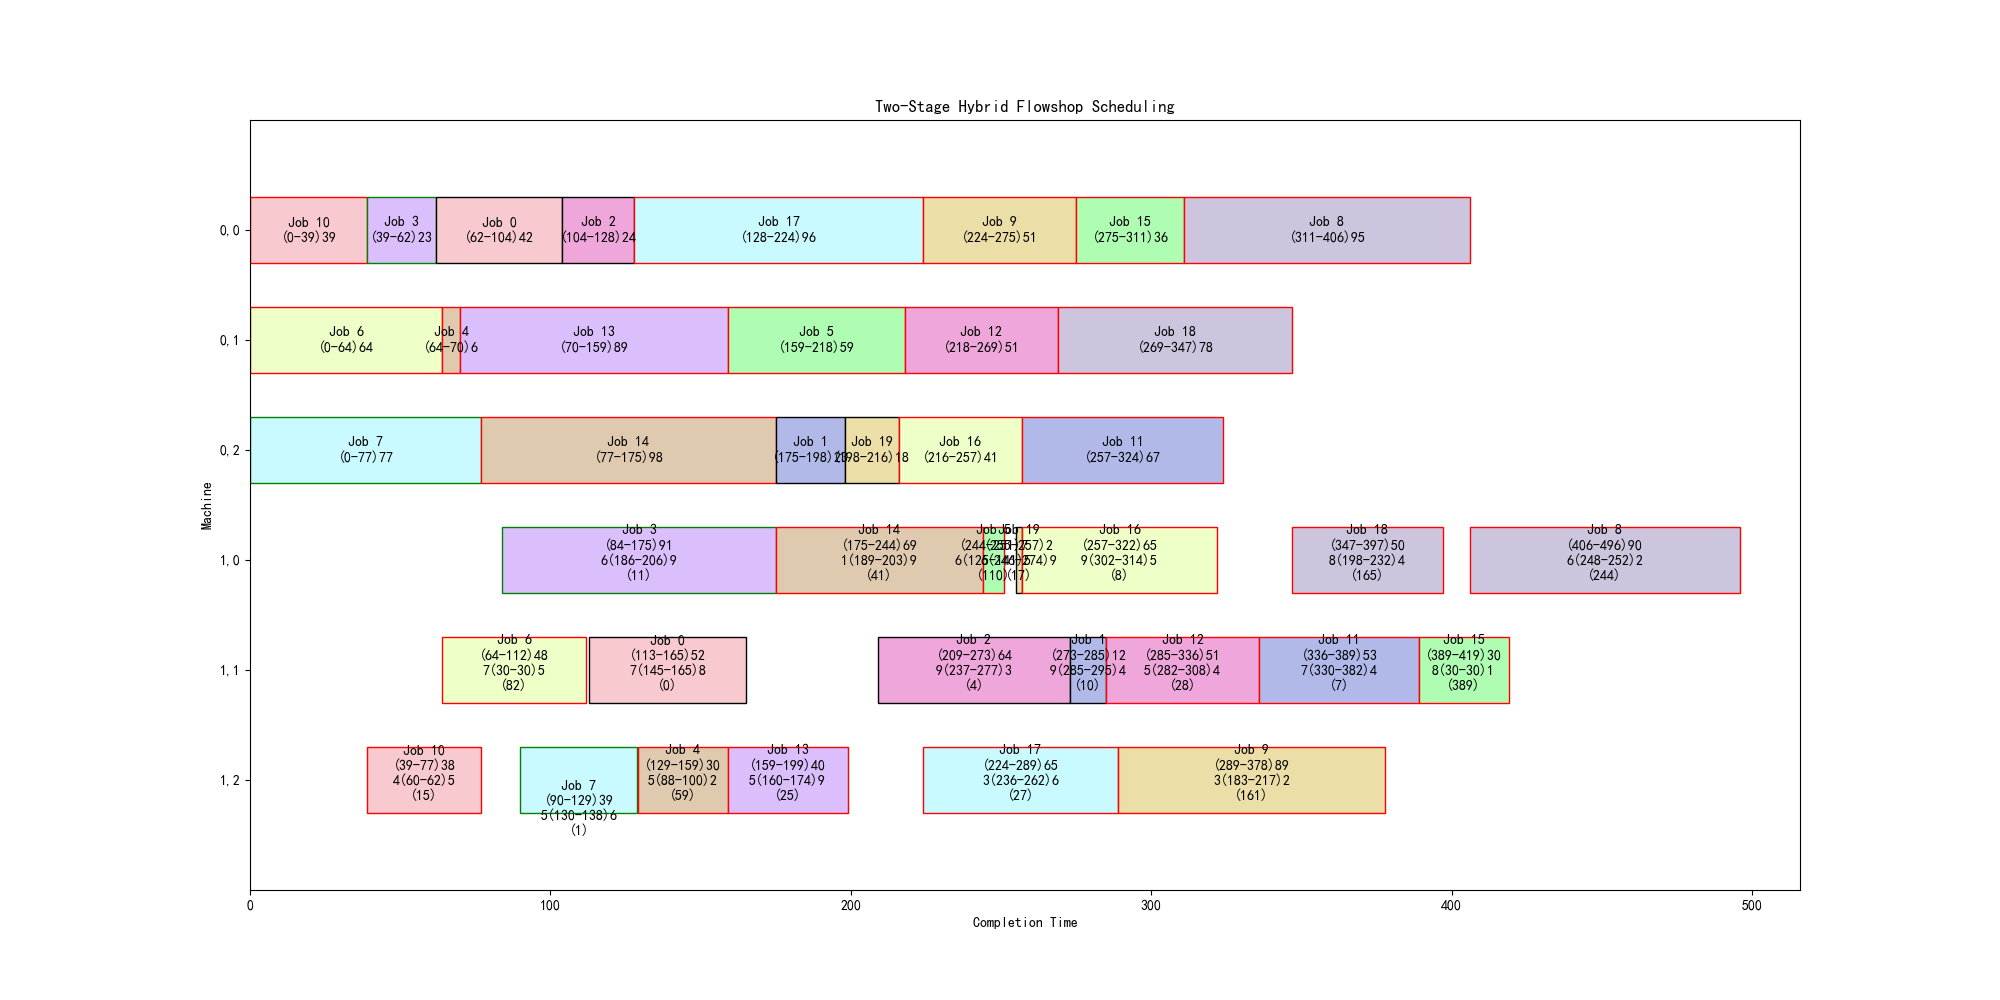 Two-Stage Hybrid Flowshop Scheduling
Machine
0,0
Job 10
(0-39)39
Job 3
(39-62)23
Job 0
(62-104)42
Job 2
(104-128)24
Job 17
(128-224)96
Job 9
(224-275)51
Job 15
(275-311)36
Job 8
(311-406)95
0,1
Job 6
(0-64)64
Job 4
(64-70)6
Job 13
(70-159)89
Job 5
(159-218)59
Job 12
(218-269)51
Job 18
(269-347)78
0,2
Job 7
(0-77)77
Job 14
(77-175)98
Job 1
(175-198)23
Job 19
(198-216)18
Job 16
(216-257)41
Job 11
(257-324)67
1,0
Job 3
(84-175)91
6(186-206)9
(11)
Job 14
(175-244)69
1(189-203)9
(41)
Job 5
(244-251)7
(110)
Job 19
(255-257)2
(17)
Job 16
(257-322)65
9(302-314)5
(8)
Job 18
(347-397)50
8(198-232)4
(165)
Job 8
(406-496)90
6(248-252)2
(244)
1,1
Job 6
(64-112)48
7(30-30)5
(82)
Job 0
(113-165)52
7(145-165)8
(0)
Job 2
(209-273)64
9(237-277)3
(4)
Job 1
(273-285)12
9(285-295)4
(10)
Job 12
(285-336)51
5(282-308)4
(28)
Job 11
(336-389)53
7(330-382)4
(7)
Job 15
(389-419)30
8(30-30)1
(389)
1,2
Job 10
(39-77)38
4(60-62)5
(15)
Job 7
(90-129)39
5(130-138)6
(1)
Job 4
(129-159)30
5(88-100)2
(59)
Job 13
(159-199)40
5(160-174)9
(25)
Job 17
(224-289)65
3(236-262)6
(27)
Job 9
(289-378)89
3(183-217)2
(161)
0
100
200
300
400
500
Completion Time